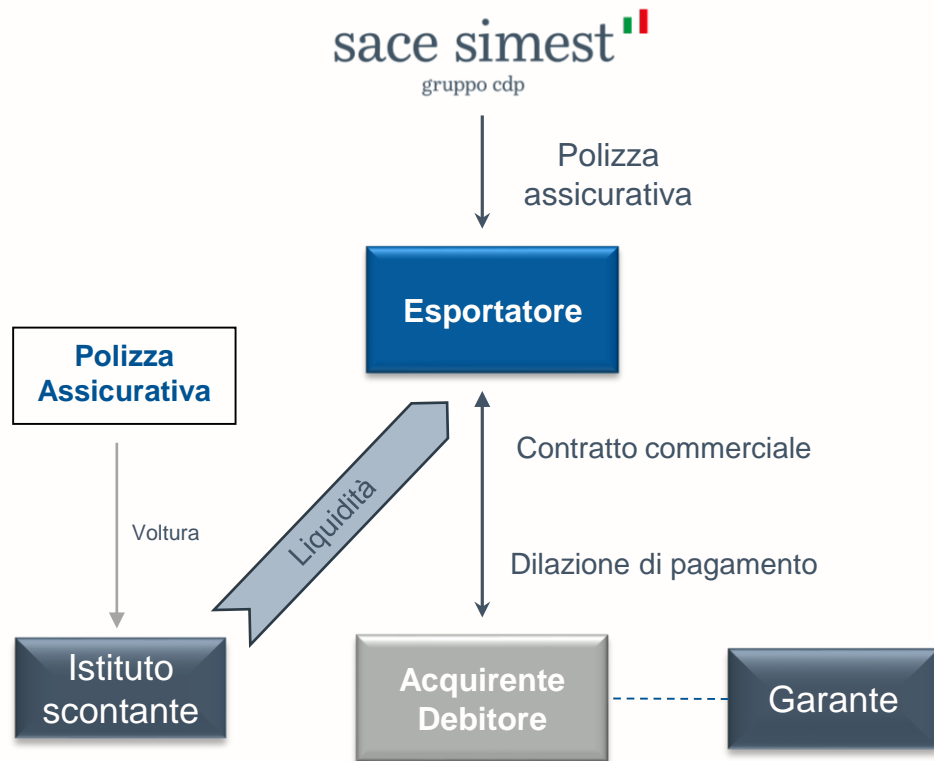 sace simest
gruppo cdp
Polizza
assicurativa
Esportatore
Polizza
Assicurativa
Contratto commerciale
Liquidità
Voltura
Dilazione di pagamento
Istituto
scontante
Acquirente
Debitore
Garante